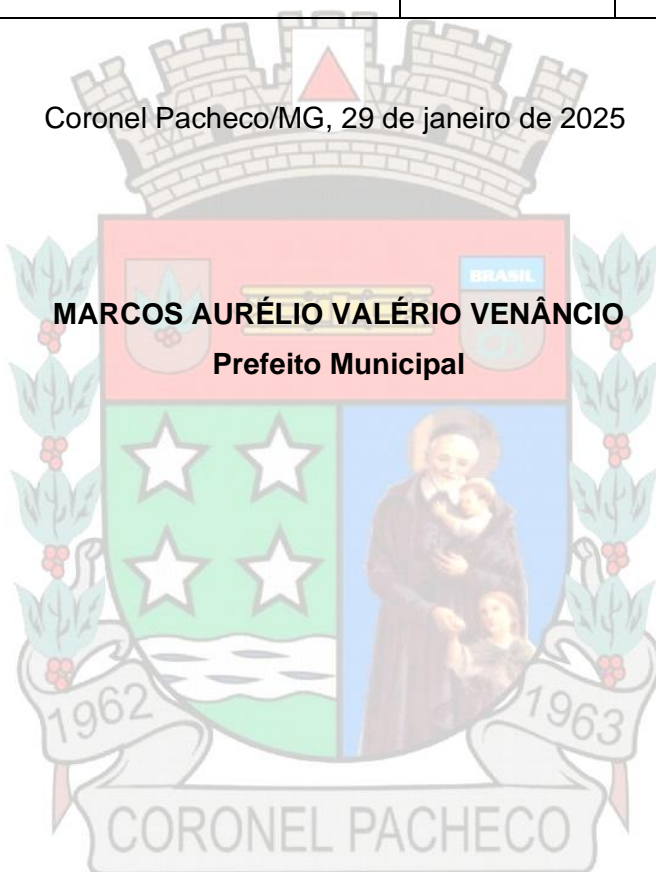 Coronel Pacheco/MG, 29 de janeiro de 2025
BRASIL
MARCOS AURÉLIO VALÉRIO VENÂNCIO
Prefeito Municipal
1962
1963
CORONEL PACHECO